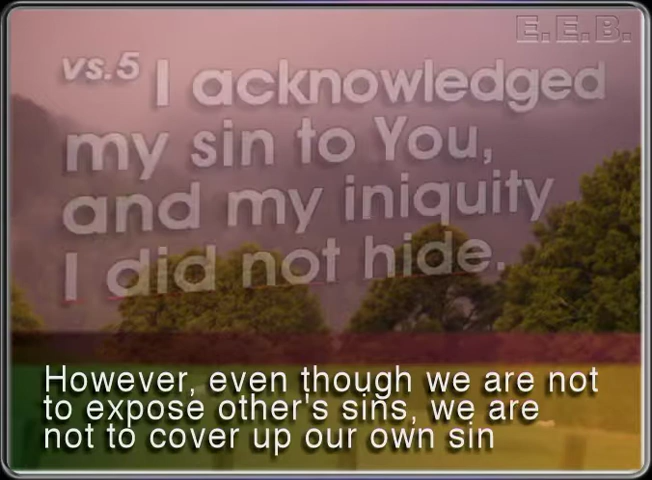 E.E.B.
vs.5 I acknowledged
my sin to You,
and my iniquity
I did not hide.
However, even though we are not
to expose other's sins, we are
not to cover up our own sin